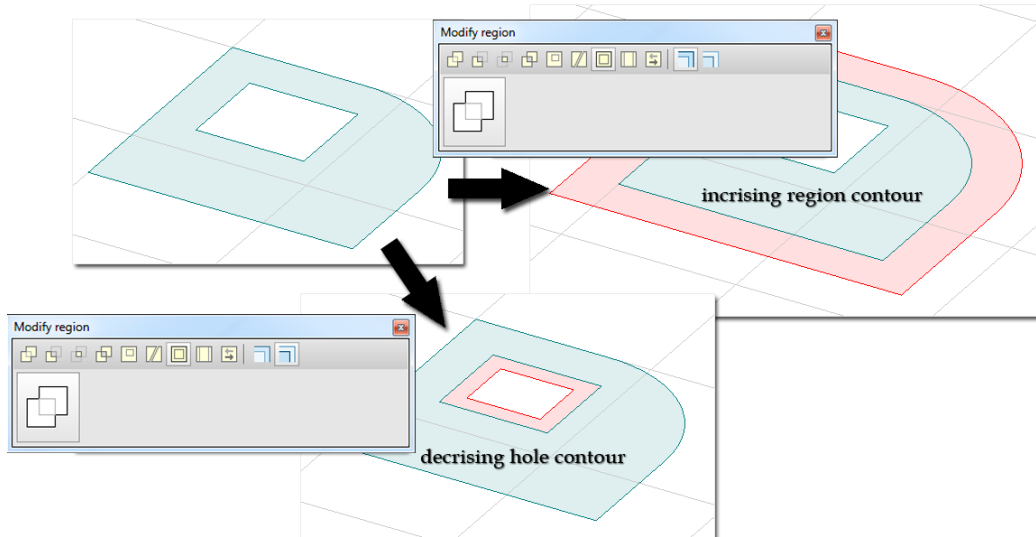 Modify region
incrising region contour
Modify region
decrising hole contour